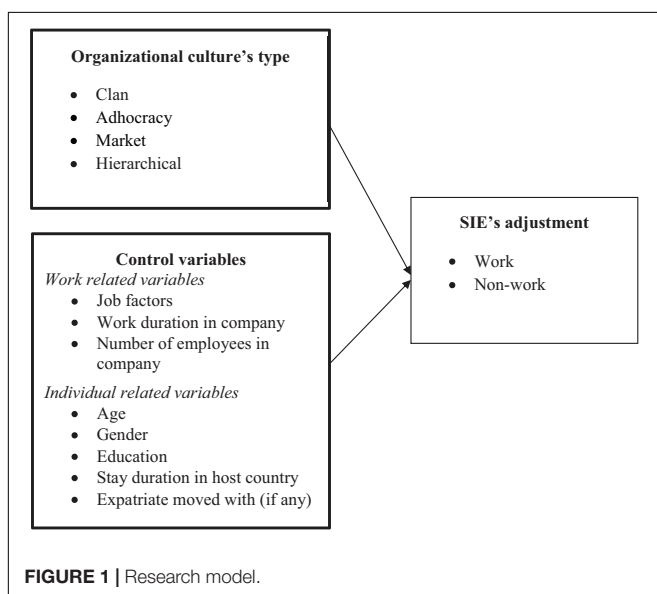 Organizational culture's type
• Clan
• Adhocracy
• Market
• Hierarchical
Control variables
Work related variables
• Job factors
• Work duration in company
• Number of employees in
company
Individual related variables
• Age
• Gender
• Education
• Stay duration in host country
• Expatriate moved with (if any)
SIE's adjustment
• Work
• Non-work
FIGURE 1 | Research model.